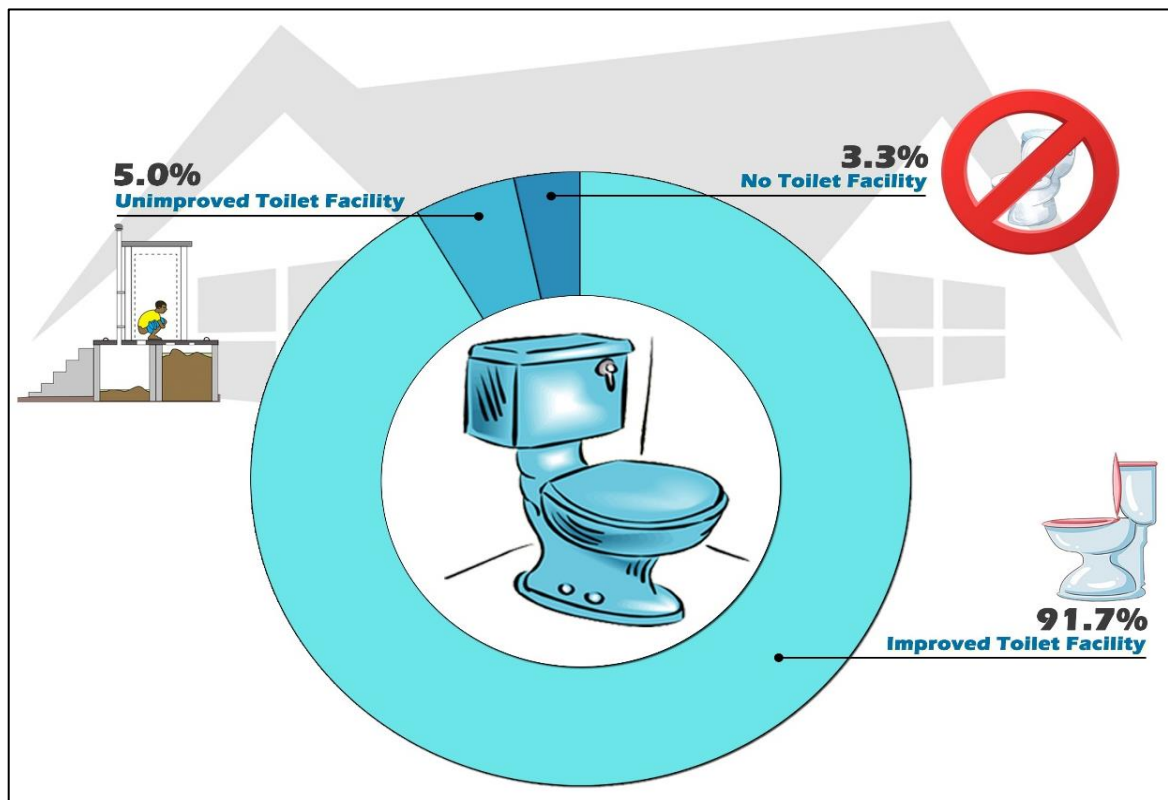 3.3%
No Toilet Facility
5.0%
Unimproved Toilet Facility
91.7%
Improved Toilet Facility